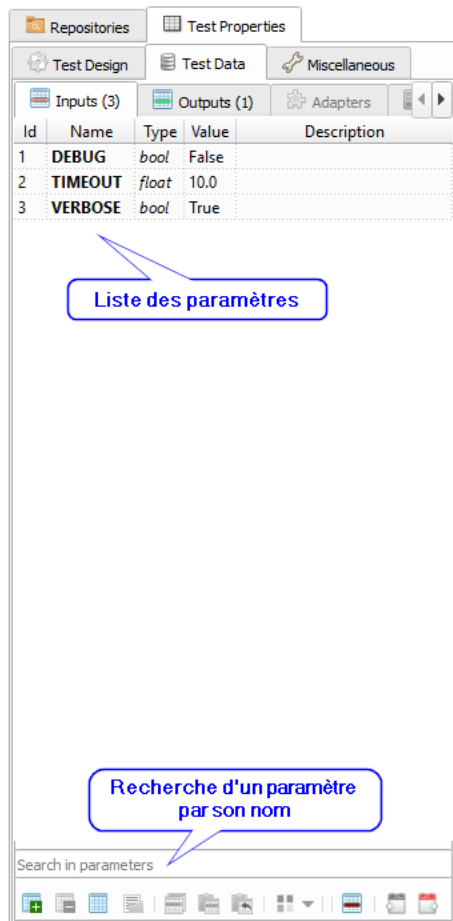 Repositories Test Properties
Test Design Test Data Miscellaneous
Inputs (3) Outputs (1) Adapters
Id Name Type Value Description
1 DEBUG bool False
2 TIMEOUT float 10.0
3 VERBOSE bool True
Liste des paramètres
Recherche d'un paramètre
par son nom
Search in parameters